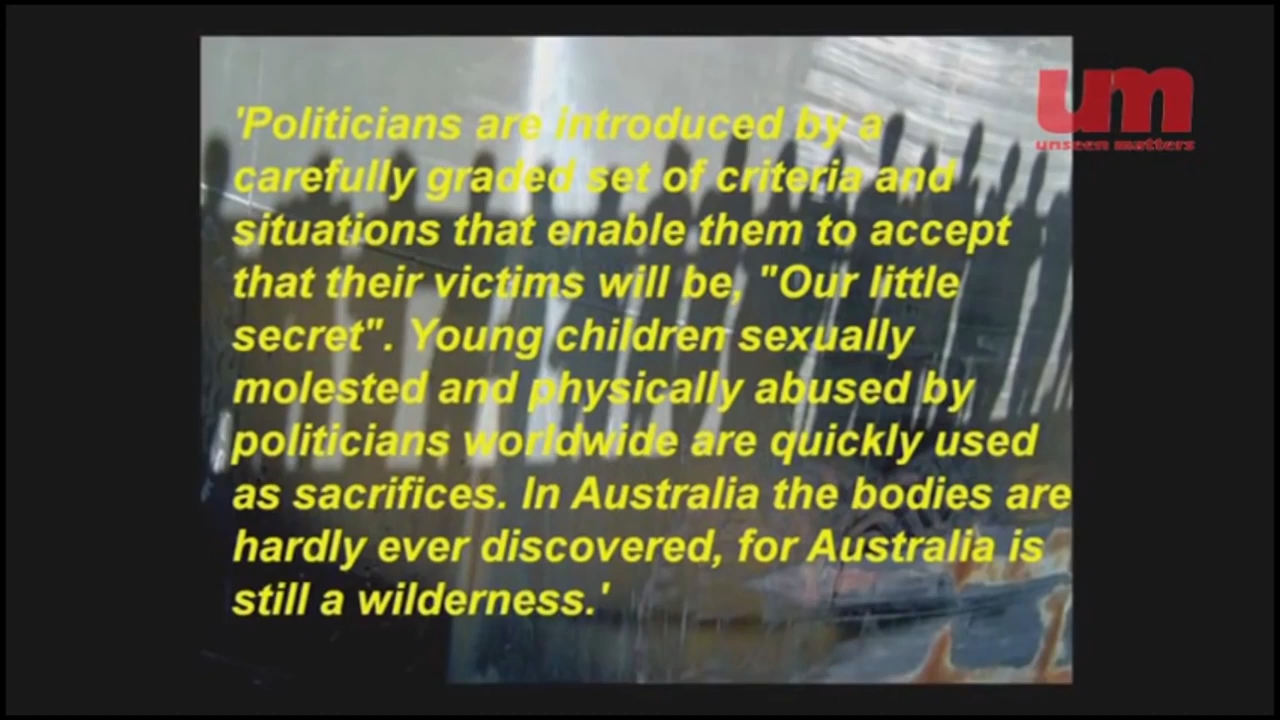 'Politicians are introduced by a
carefully graded set of criteria and
situations that enable them to accept
that their victims will be, "Our little
secret". Young children sexually
molested and physically abused by
politicians worldwide are quickly used
as sacrifices. In Australia the bodies are
hardly ever discovered, for Australia is
still a wilderness.'
um
unseen matters